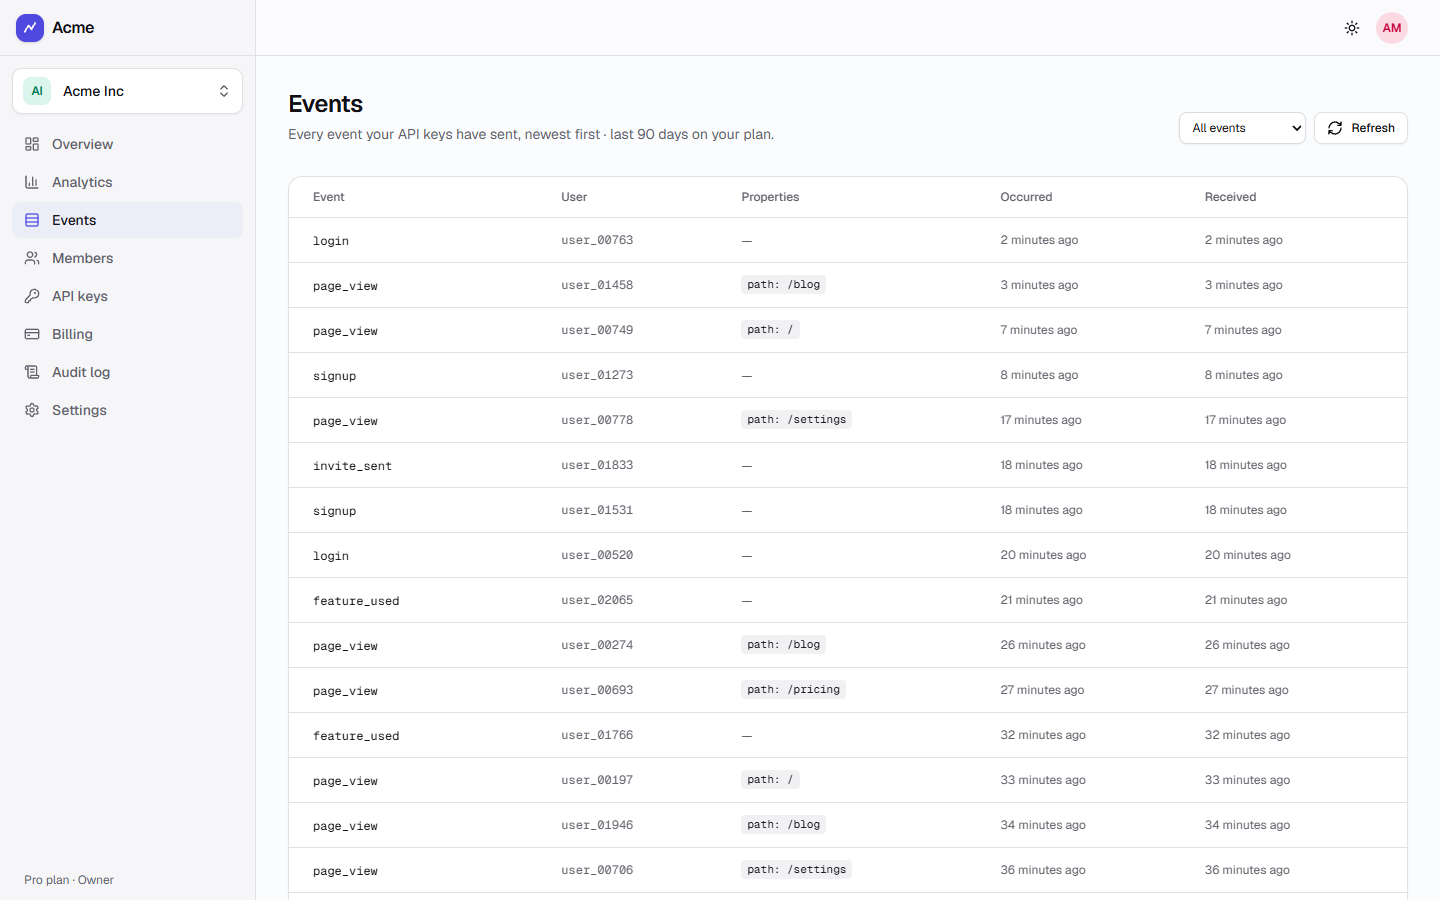 Acme
AM
AI Acme Inc
Overview
Analytics
Events
Members
API keys
Billing
Audit log
Settings
Pro plan · Owner
Events
Every event your API keys have sent, newest first · last 90 days on your plan.
All events
Refresh
Event User Properties Occurred Received
login user_00763 — 2 minutes ago 2 minutes ago
page_view user_01458 path: /blog 3 minutes ago 3 minutes ago
page_view user_00749 path: / 7 minutes ago 7 minutes ago
signup user_01273 — 8 minutes ago 8 minutes ago
page_view user_00778 path: /settings 17 minutes ago 17 minutes ago
invite_sent user_01833 — 18 minutes ago 18 minutes ago
signup user_01531 — 18 minutes ago 18 minutes ago
login user_00520 — 20 minutes ago 20 minutes ago
feature_used user_02065 — 21 minutes ago 21 minutes ago
page_view user_00274 path: /blog 26 minutes ago 26 minutes ago
page_view user_00693 path: /pricing 27 minutes ago 27 minutes ago
feature_used user_01766 — 32 minutes ago 32 minutes ago
page_view user_00197 path: / 33 minutes ago 33 minutes ago
page_view user_01946 path: /blog 34 minutes ago 34 minutes ago
page_view user_00706 path: /settings 36 minutes ago 36 minutes ago